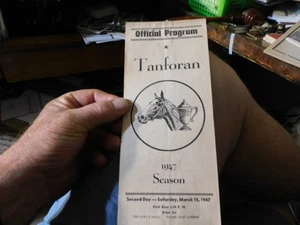 Official Program
Tanforan
1947
Season
Second Day — Saturday, March 15, 1947